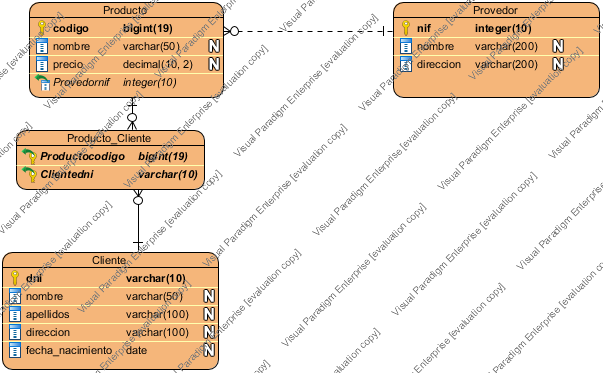 Producto
codigo bigint(19)
nombre varchar(50) N
precio decimal(10, 2) N
Provedornif integer(10)
Provedor
nif integer(10)
nombre varchar(200) N
direccion varchar(200) N
Producto_Cliente
Productocodigo bigint(19)
Clientedni varchar(10)
Cliente
dni varchar(10)
nombre varchar(50) N
apellidos varchar(100) N
direccion varchar(100) N
fecha_nacimiento date N
Visual Paradigm Enterprise [evaluation copy]